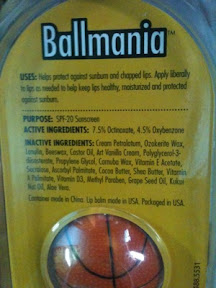 Ballmania™
USES: Helps protect against sunburn and chapped lips. Apply liberally
to lips as needed to help keep lips healthy, moisturized and protected
against sunburn.
PURPOSE: SPF-20 Sunscreen
ACTIVE INGREDIENTS: 7.5% Octinoxate, 4.5% Oxybenzone
INACTIVE INGREDIENTS: Cream Petrolatum, Ozokerite Wax,
Lanolin, Beeswax, Castor Oil, Art Vanilla Cream, Polyglyceryl-3-
Diisostearate, Propylene Glycol, Carnuba Wax, Vitamin E Acetate,
Sucralose, Ascorbyl Palmitate, Cocoa Butter, Shea Butter, Vitamin
A Palmitate, Vitamin D3, Methyl Paraben, Grape Seed Oil, Kukui
Nut Oil, Aloe Vera.
Container made in China. Lip balm made in USA. Packaged in USA.